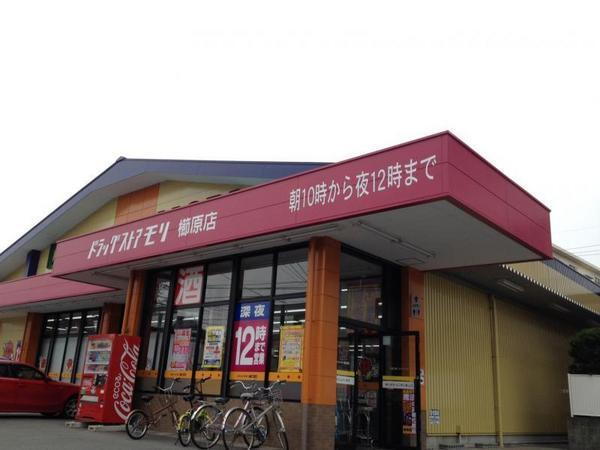 ドラッグストアモリ 櫛原店
朝10時から夜12時まで
酒
深夜
12時
まで営業
Coca-Cola